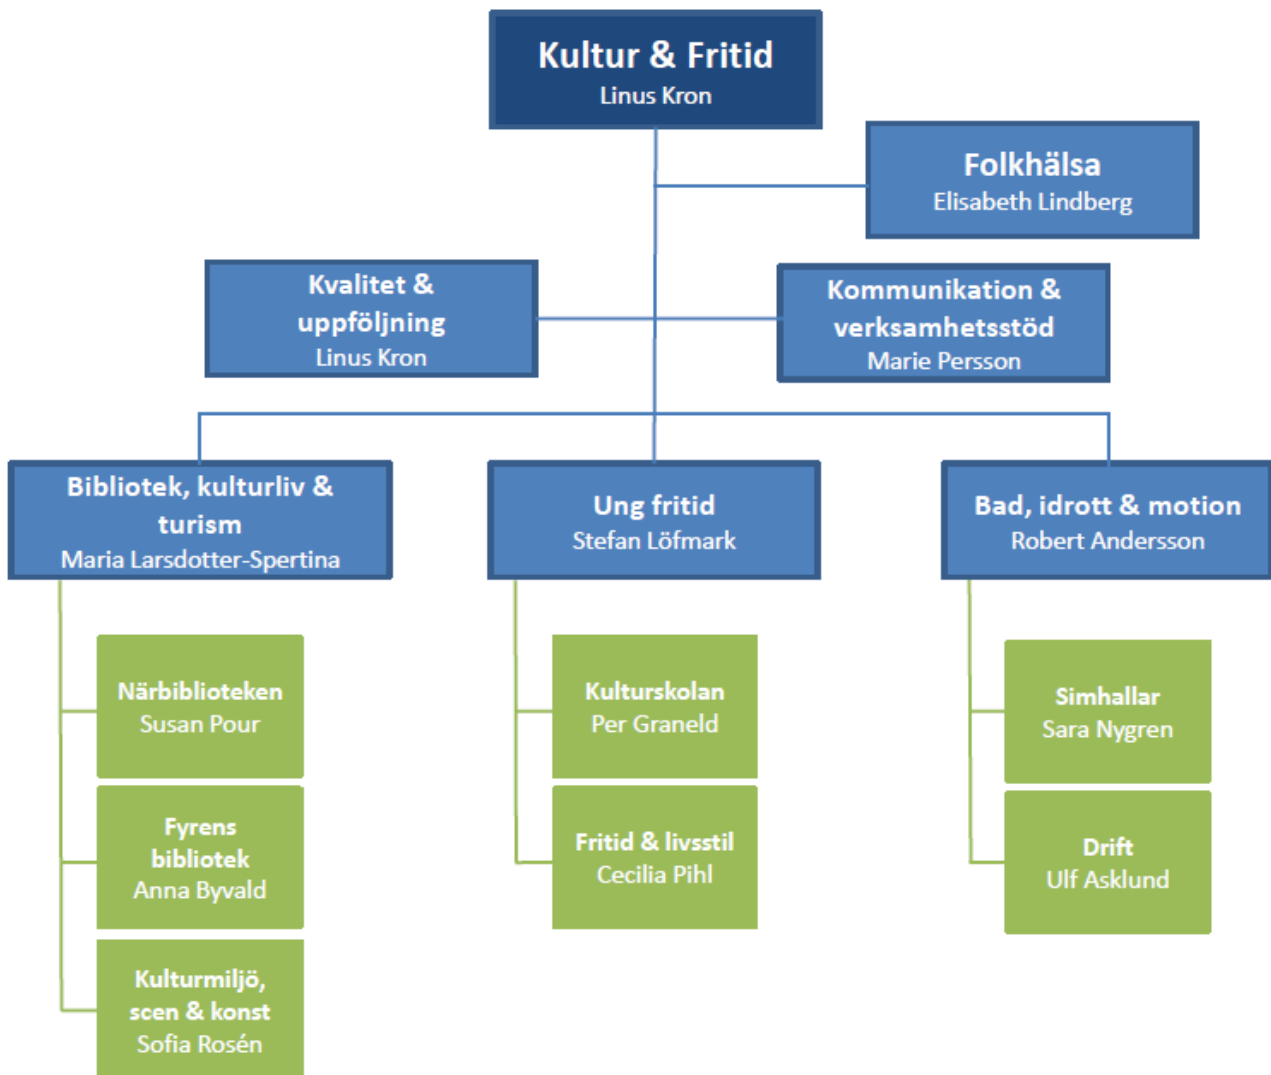 Kultur & Fritid
Linus Kron
Folkhälsa
Elisabeth Lindberg
Kvalitet &
uppföljning
Linus Kron
Kommunikation &
verksamhetsstöd
Marie Persson
Bibliotek, kulturliv &
turism
Maria Larsdotter-Spertina
Ung fritid
Stefan Löfmark
Bad, idrott & motion
Robert Andersson
Närbiblioteken
Susan Pour
Fyrens
bibliotek
Anna Byvald
Kulturmiljö,
scen & konst
Sofia Rosén
Kulturskolan
Per Graneld
Fritid & livsstil
Cecilia Pihl
Simhallar
Sara Nygren
Drift
Ulf Asklund